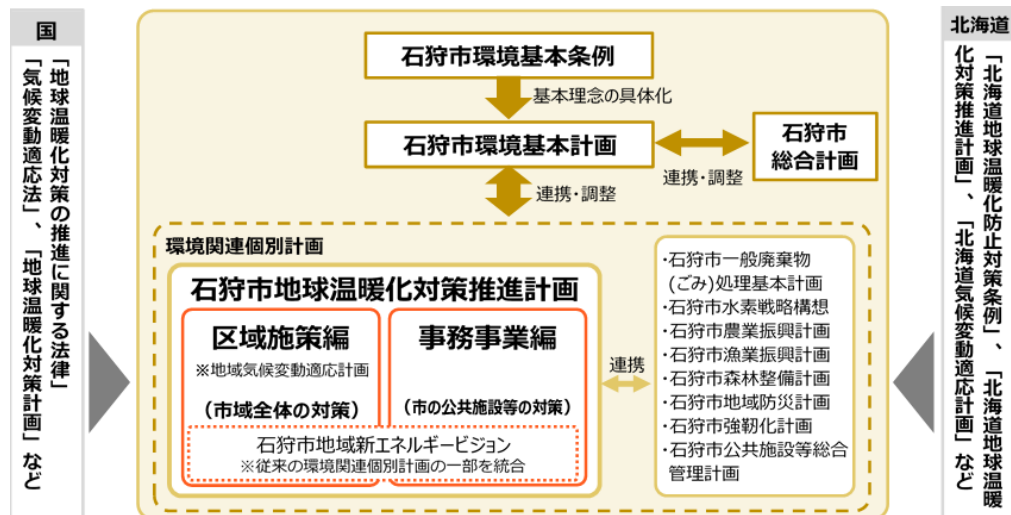 国
「地球温暖化対策の推進に関する法律」
「気候変動適応法」、「地球温暖化対策計画」など
石狩市環境基本条例
基本理念の具体化
石狩市環境基本計画
石狩市
総合計画
連携・調整
連携・調整
環境関連個別計画
石狩市地球温暖化対策推進計画
区域施策編
※地域気候変動適応計画
(市域全体の対策)
事務事業編
(市の公共施設等の対策)
石狩市地域新エネルギービジョン
※従来の環境関連個別計画の一部を統合
連携
・石狩市一般廃棄物
(ごみ)処理基本計画
・石狩市水素戦略構想
・石狩市農業振興計画
・石狩市漁業振興計画
・石狩市森林整備計画
・石狩市地域防災計画
・石狩市強靭化計画
・石狩市公共施設等総合
管理計画
北海道
「北海道地球温暖化防止対策条例」、「北海道地球温暖
化対策推進計画」、「北海道気候変動適応計画」など